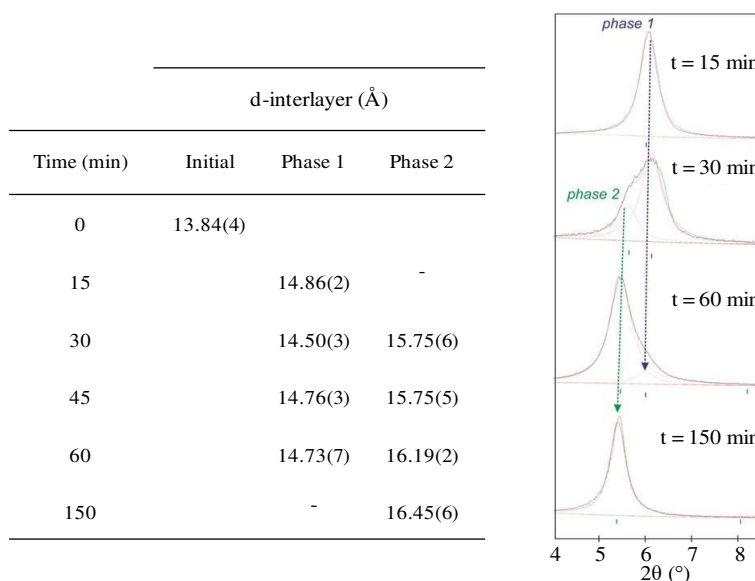 d-interlayer (Å)
Time (min) Initial Phase 1 Phase 2
0 13.84(4)
15 14.86(2) -
30 14.50(3) 15.75(6)
45 14.76(3) 15.75(5)
60 14.73(7) 16.19(2)
150 - 16.45(6)
phase 1
t = 15 min
t = 30 min
phase 2
t = 60 min
t = 150 min
4 5 6 7 8
2θ (°)